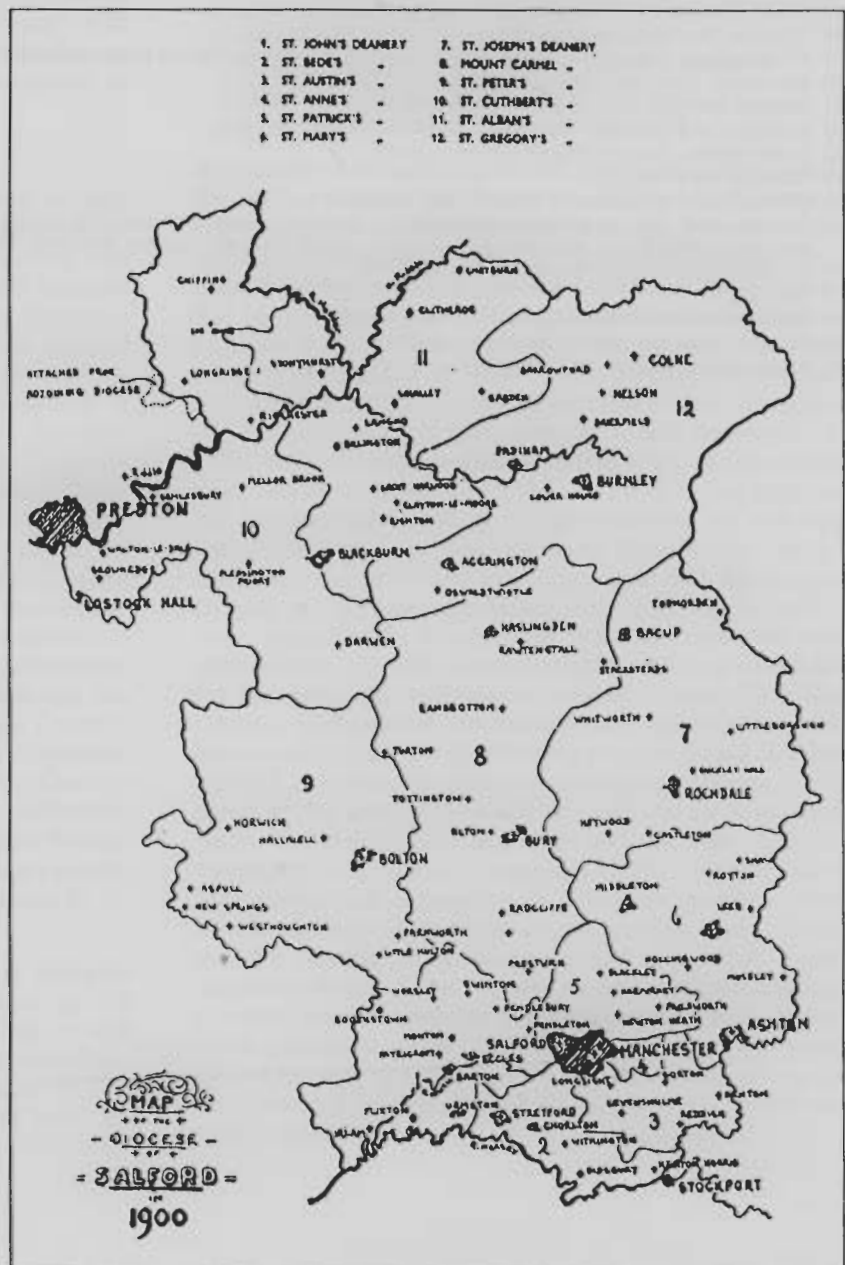 1. ST. JOHN'S DEANERY
2 ST. BEDE'S "
3 ST. AUSTIN'S "
4 ST. ANNE'S "
5 ST. PATRICK'S "
6 ST. MARY'S "
7. ST. JOSEPH'S DEANERY
8 MOUNT CARMEL "
9 ST. PETER'S "
10. ST. CUTHBERT'S "
11. ST. ALBAN'S "
12. ST. GREGORY'S "
CHATBURN
CHIPPING
CLITHEROE
11
COLNE
BARROWFORD
ATTACHED FROM
ADJOINING DIOCESE
LONGRIDGE
STONYHURST
WHALLEY
SABDEN
NELSON
12
RIBCHESTER
LANGHO
BRIERFIELD
DALINGTON
PADIHAM
R. Ribble
MELLOR BROOK
GREAT HARWOOD
LOWER HOUSE
BURNLEY
SAMLESBURY
CLAYTON-LE-MOORS
PRESTON
10
RISHTON
WALTON-LE-DALE
BLACKBURN
BROWNEDGE
PLEASINGTON
PRIORY
ACCRINGTON
LOSTOCK HALL
OSWALDTWISTLE
TODMORDEN
HASLINGDEN
BACUP
DARWEN
RAWTENSTALL
STACKSTEADS
RAMSBOTTOM
WHITWORTH
7
LITTLEBOROUGH
TURTON
8
9
BUCKLEY HALL
TOTTINGTON
ROCHDALE
HORWICH
HALLIWELL
ELTON
BURY
HEYWOOD
CASTLETON
BOLTON
SHAW
ROYTON
ASPULL
MIDDLETON
NEW SPRINGS
RADCLIFFE
6
LEES
WESTHOUGHTON
FARNWORTH
LITTLE HULTON
PRESTWICH
5
BLACKLEY
HOLLINWOOD
MOSSLEY
WORSLEY
SWINTON
FAILSWORTH
BOOTHSTOWN
PENDLEBURY
NEWTON HEATH
PENDLETON
ASHTON
MONTON
SALFORD
MANCHESTER
PATRICROFT
ECCLES
BARTON
LONGSIGHT
GORTON
MAP
OF THE
DIOCESE
OF
SALFORD
IN
1900
LEVENSHULME
DENTON
FLIXTON
URMSTON
STRETFORD
3
REDDISH
IRLAM
CHORLTON
2
WITHINGTON
R. MERSEY
DIDSBURY
HEATON NORRIS
STOCKPORT